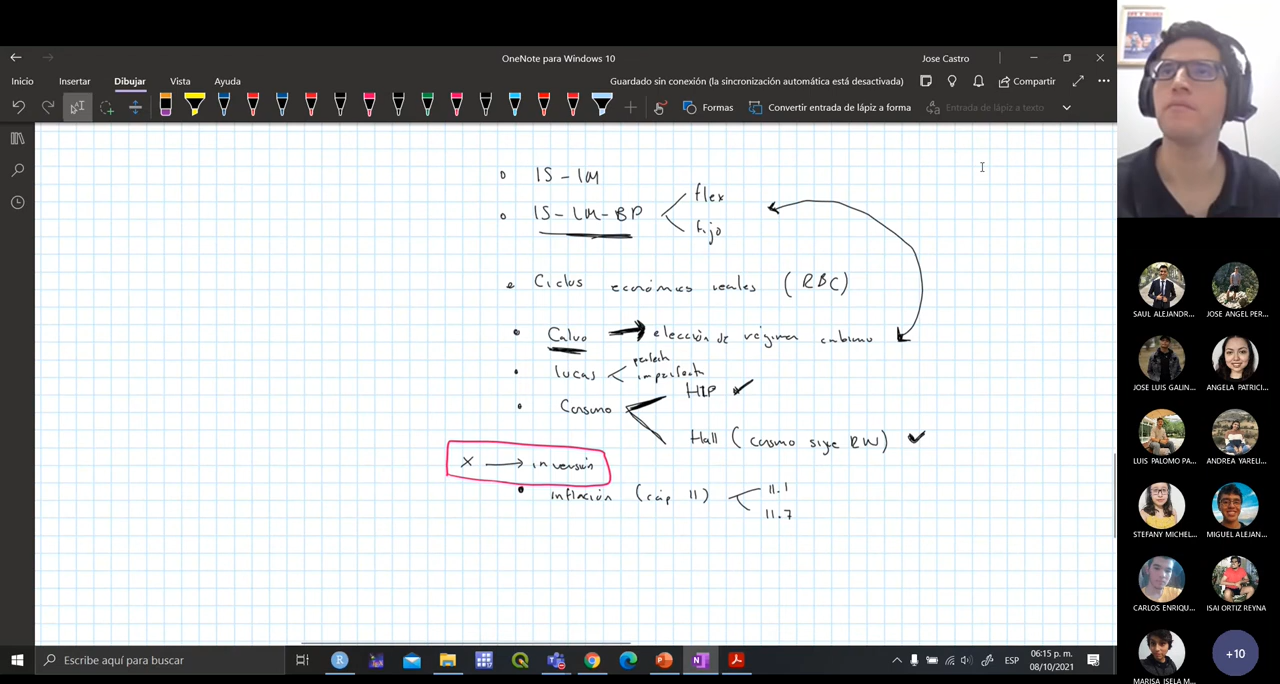 OneNote para Windows 10
Jose Castro
Inicio Insertar Dibujar Vista Ayuda
Guardado sin conexión (la sincronización automática está desactivada)
Compartir
Formas
Convertir entrada de lápiz a forma
Entrada de lápiz a texto
IS-LM
IS-LM-BP
flex
fijo
Ciclos económicos reales (RBC)
Calvo → elección de régimen cambiario
lucas
perfecta
imperfecta
Consumo
HIP ✓
Hall (consumo sigue RW) ✓
X → inversión
inflación (cáp 11)
11.1
11.7
SAUL ALEJANDR...
JOSE ANGEL PER...
JOSE LUIS GALIN...
ANGELA PATRICI...
LUIS PALOMO PA...
ANDREA YARELI...
STEFANY MICHEL...
MIGUEL ALEJAN...
CARLOS ENRIQU...
ISAI ORTIZ REYNA
MARISA ISELA M...
+10
Escribe aquí para buscar
ESP
06:15 p. m.
08/10/2021